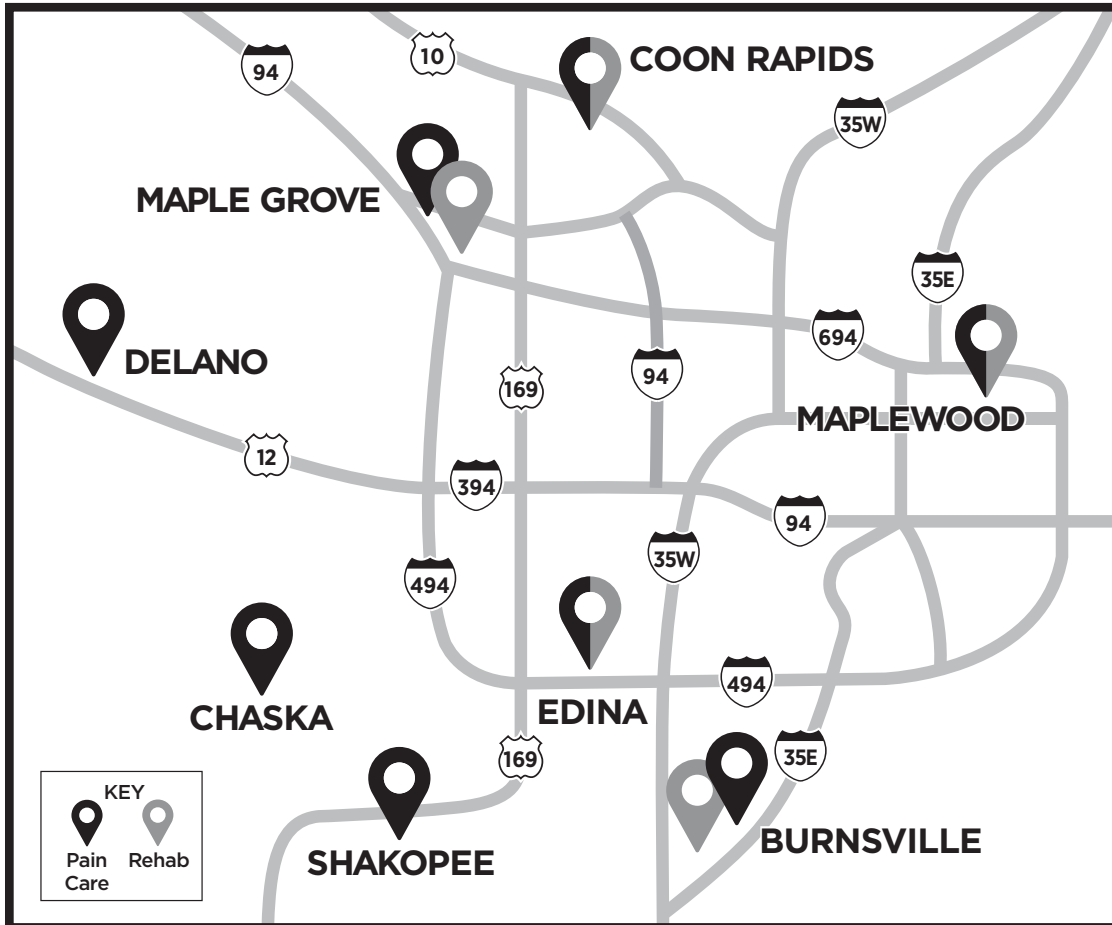 10
COON RAPIDS
94
35W
MAPLE GROVE
35E
694
DELANO
94
169
MAPLEWOOD
12
394
94
35W
494
494
CHASKA
EDINA
169
35E
KEY
Pain
Care
Rehab
SHAKOPEE
BURNSVILLE